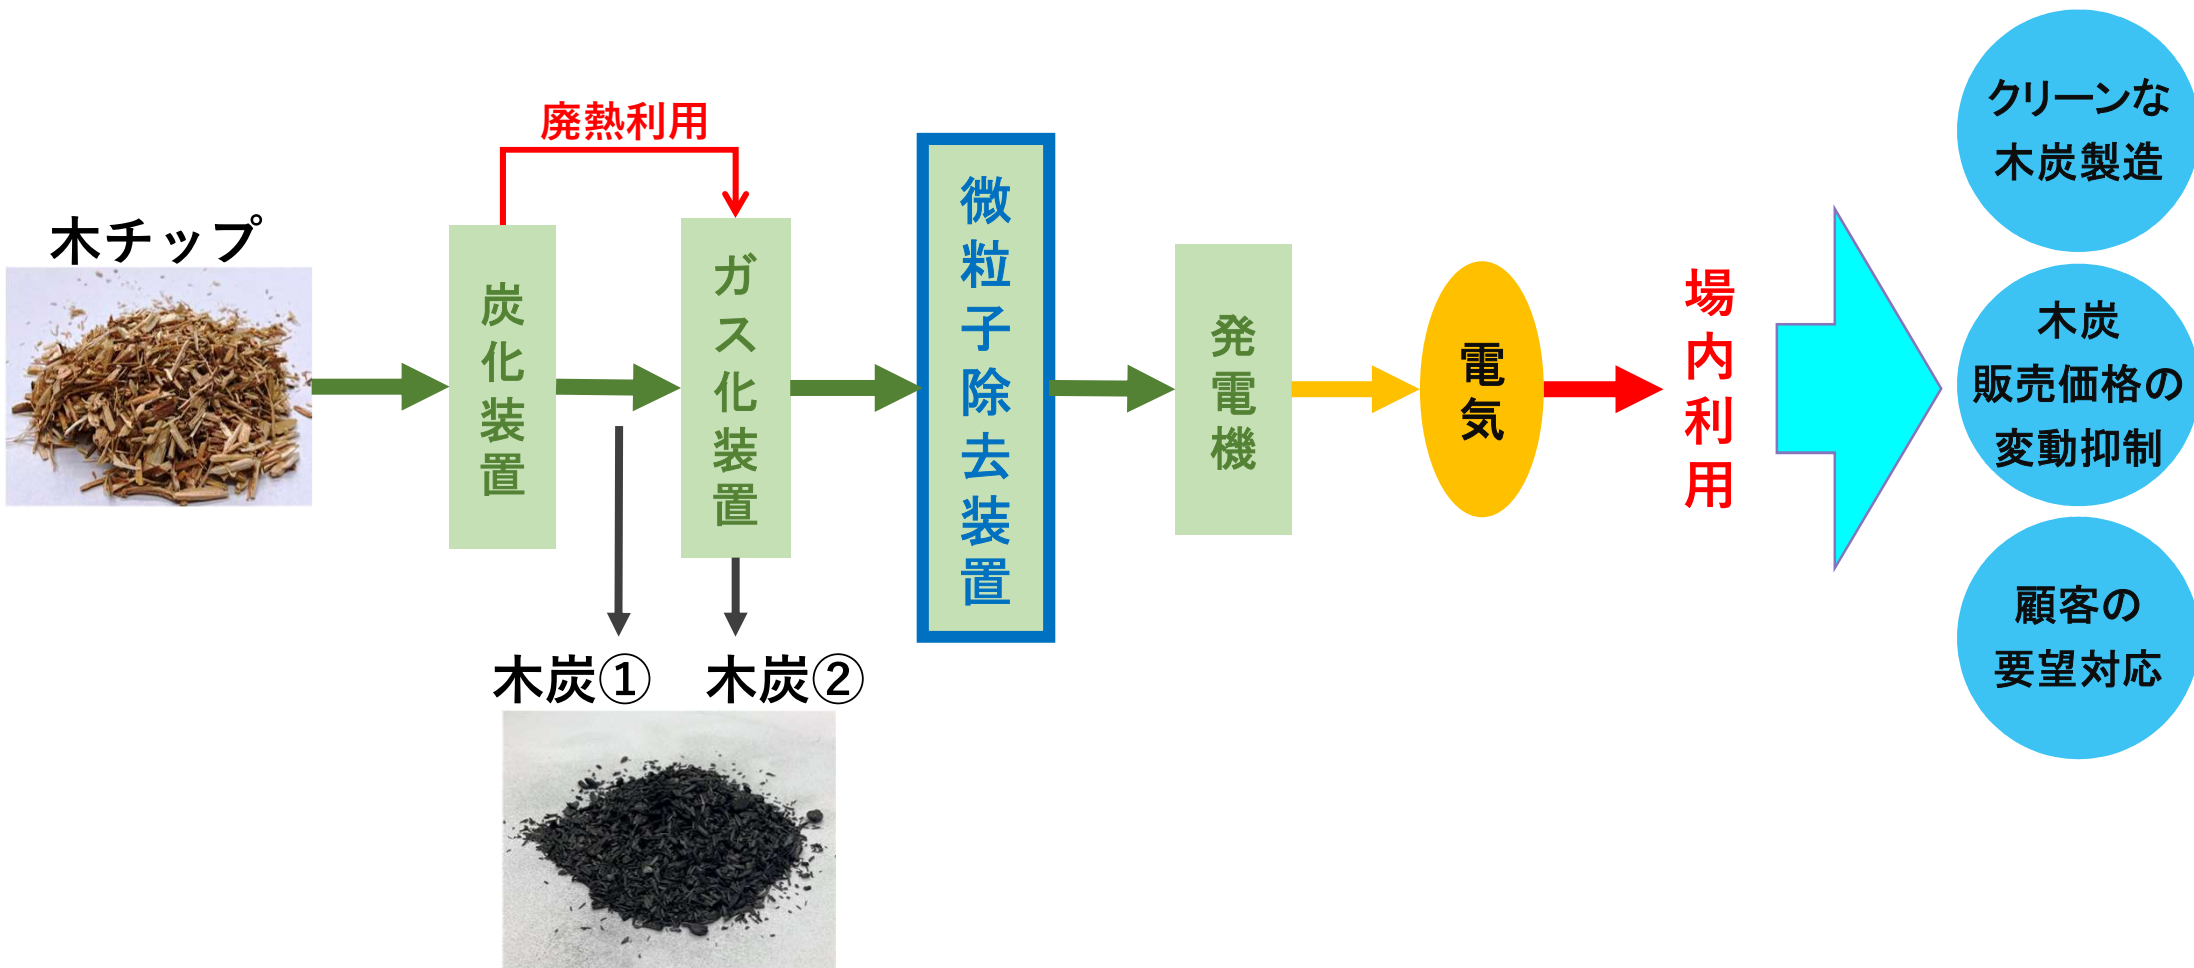 木チップ
廃熱利用
炭化装置
ガス化装置
木炭①
木炭②
微粒子除去装置
発電機
電気
場内利用
クリーンな
木炭製造
木炭
販売価格の
変動抑制
顧客の
要望対応